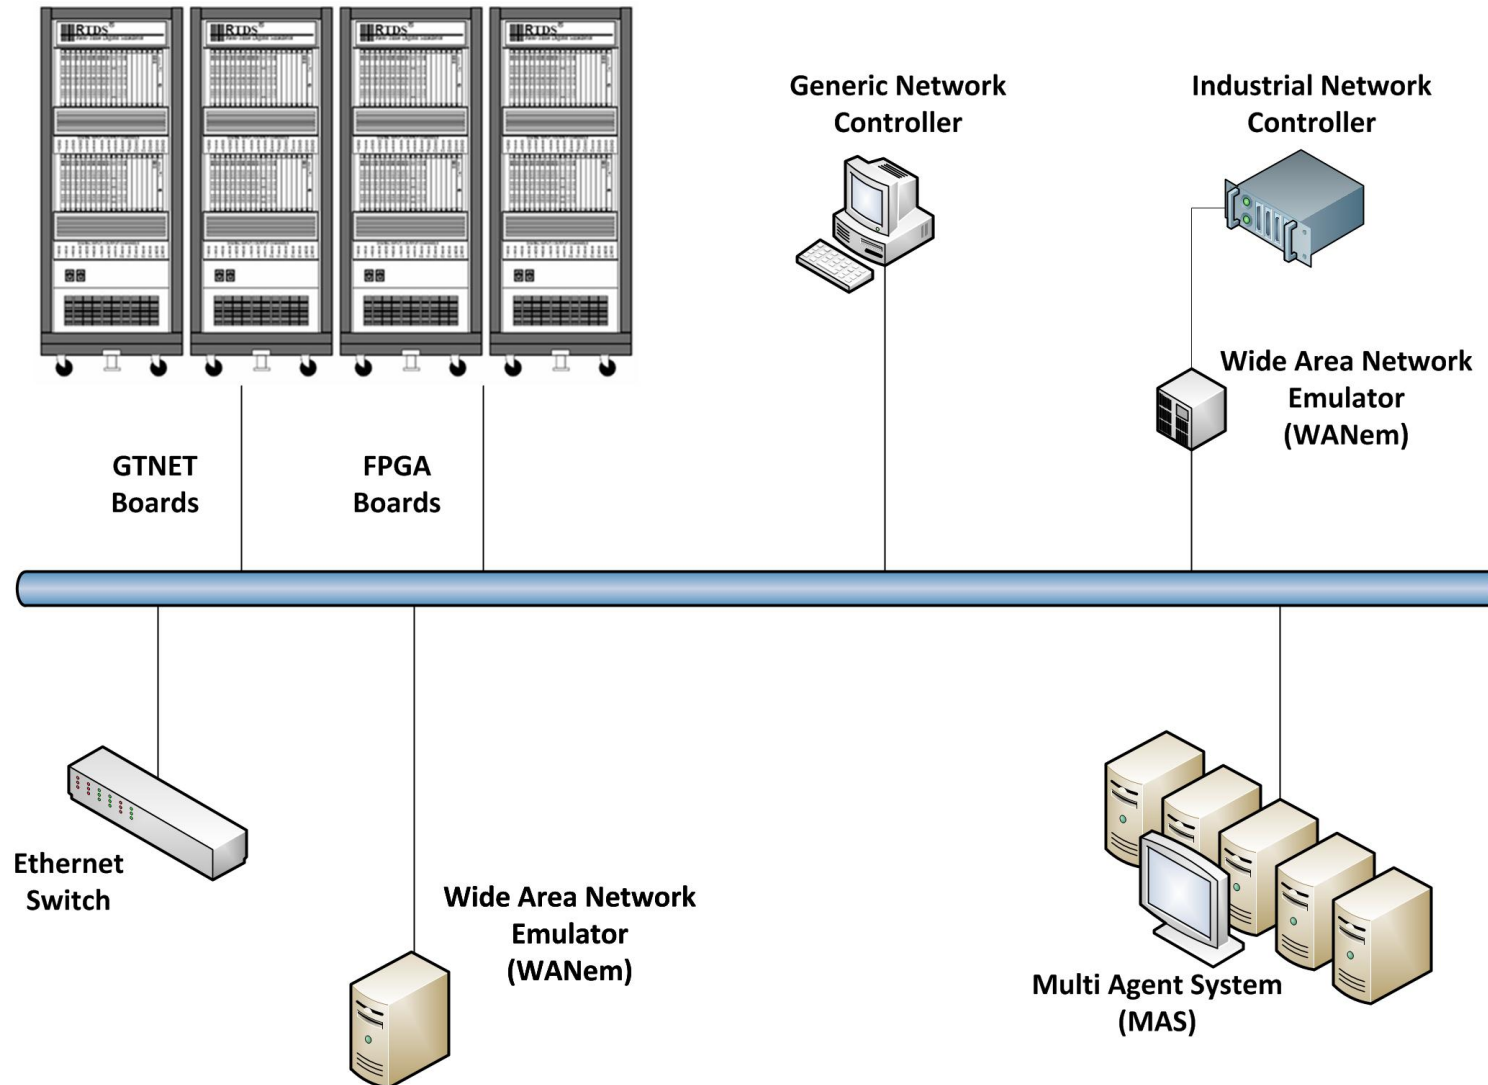 RTDS®
RTDS®
RTDS®
RTDS®
Generic Network
Controller
Industrial Network
Controller
Wide Area Network
Emulator
(WANem)
GTNET
Boards
FPGA
Boards
Ethernet
Switch
Wide Area Network
Emulator
(WANem)
Multi Agent System
(MAS)